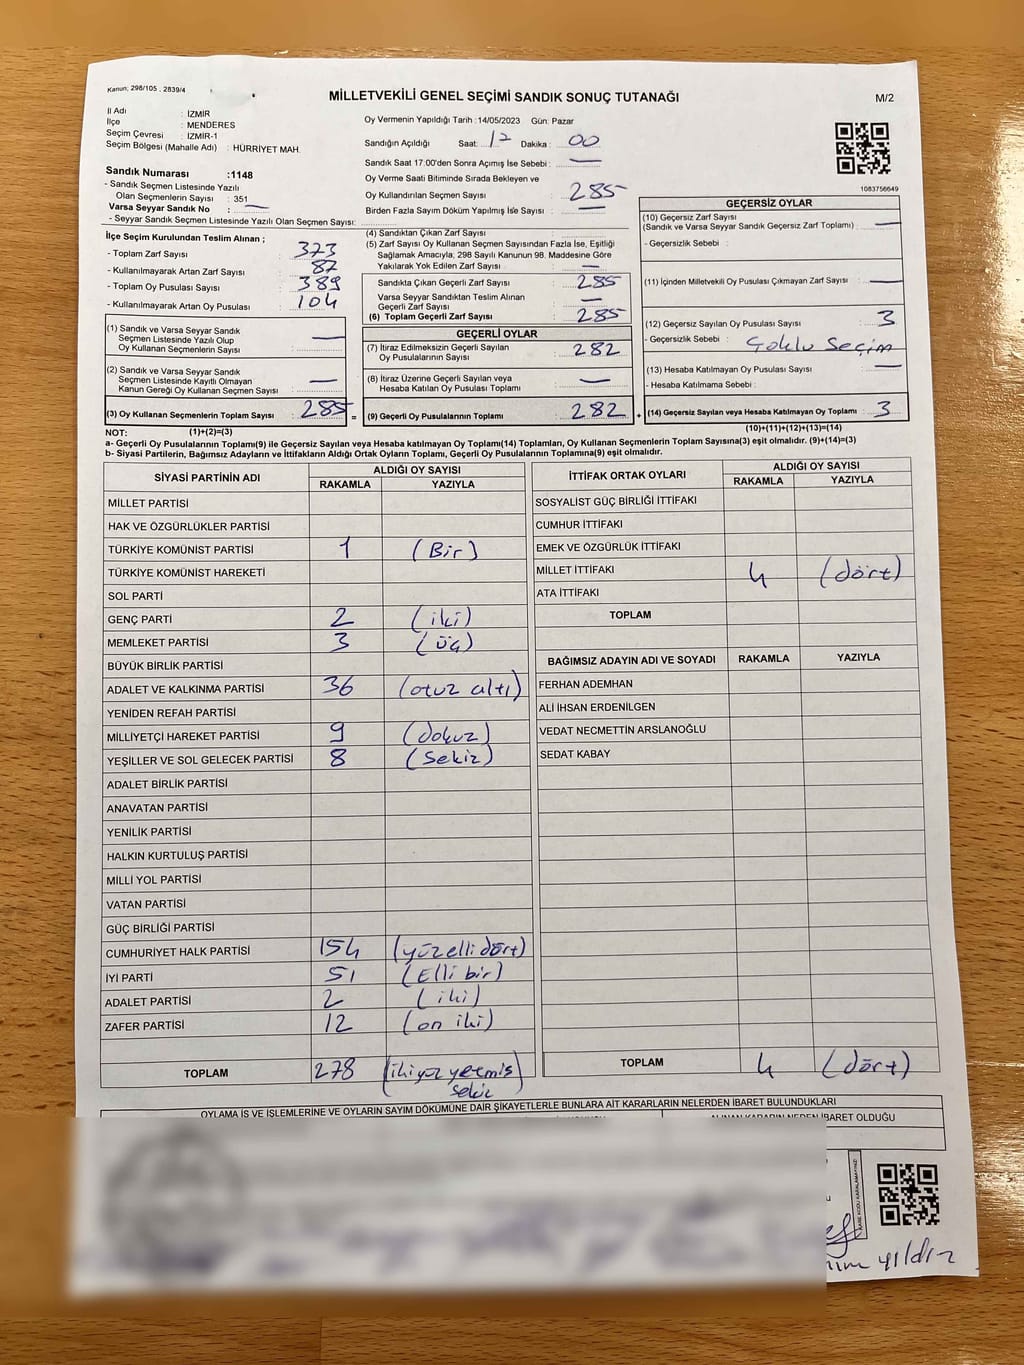 Kanun; 298/105 , 2839/4
MİLLETVEKİLİ GENEL SEÇİMİ SANDIK SONUÇ TUTANAĞI
M/2
İl Adı : İZMİR
İlçe : MENDERES
Seçim Çevresi : İZMİR-1
Seçim Bölgesi (Mahalle Adı) : HÜRRİYET MAH.
Sandık Numarası :1148
- Sandık Seçmen Listesinde Yazılı
Olan Seçmenlerin Sayısı : 351
Varsa Seyyar Sandık No : —
- Seyyar Sandık Seçmen Listesinde Yazılı Olan Seçmen Sayısı:
Oy Vermenin Yapıldığı Tarih :14/05/2023 Gün: Pazar
Sandığın Açıldığı Saat: 17 Dakika : 00
Sandık Saat 17.00'den Sonra Açımış İse Sebebi : —
Oy Verme Saati Bitiminde Sırada Bekleyen ve
Oy Kullandırılan Seçmen Sayısı : 285
Birden Fazla Sayım Döküm Yapılmış İse Sayısı : —
1083756649
İlçe Seçim Kurulundan Teslim Alınan ;
- Toplam Zarf Sayısı : 373
- Kullanılmayarak Artan Zarf Sayısı : 87
- Toplam Oy Pusulası Sayısı : 389
- Kullanılmayarak Artan Oy Pusulası : 104
(4) Sandıktan Çıkan Zarf Sayısı :
(5) Zarf Sayısı Oy Kullanan Seçmen Sayısından Fazla İse, Eşitliği
Sağlamak Amacıyla; 298 Sayılı Kanunun 98. Maddesine Göre
Yakılarak Yok Edilen Zarf Sayısı : —
Sandıkta Çıkan Geçerli Zarf Sayısı : 285
Varsa Seyyar Sandıktan Teslim Alınan
Geçerli Zarf Sayısı : —
(6) Toplam Geçerli Zarf Sayısı : 285
GEÇERSİZ OYLAR
(10) Geçersiz Zarf Sayısı
(Sandık ve Varsa Seyyar Sandık Geçersiz Zarf Toplamı) : —
- Geçersizlik Sebebi :
(11) İçinden Milletvekili Oy Pusulası Çıkmayan Zarf Sayısı : —
(12) Geçersiz Sayılan Oy Pusulası Sayısı : 3
- Geçersizlik Sebebi : Çoklu Seçim
(13) Hesaba Katılmayan Oy Pusulası Sayısı : —
- Hesaba Katılmama Sebebi :
(14) Geçersiz Sayılan veya Hesaba Katılmayan Oy Toplamı : 3
(10)+(11)+(12)+(13)=(14)
(1) Sandık ve Varsa Seyyar Sandık
Seçmen Listesinde Yazılı Olup
Oy Kullanan Seçmenlerin Sayısı : —
(2) Sandık ve Varsa Seyyar Sandık
Seçmen Listesinde Kayıtlı Olmayan
Kanun Gereği Oy Kullanan Seçmen Sayısı : —
(3) Oy Kullanan Seçmenlerin Toplam Sayısı : 285 =
GEÇERLİ OYLAR
(7) İtiraz Edilmeksizin Geçerli Sayılan
Oy Pusulalarının Sayısı : 282
(8) İtiraz Üzerine Geçerli Sayılan veya
Hesaba Katılan Oy Pusulası Toplamı : —
(9) Geçerli Oy Pusulalarının Toplamı : 282 +
NOT: (1)+(2)=(3)
a- Geçerli Oy Pusulalarının Toplamı(9) ile Geçersiz Sayılan veya Hesaba katılmayan Oy Toplamı(14) Toplamları, Oy Kullanan Seçmenlerin Toplam Sayısına(3) eşit olmalıdır. (9)+(14)=(3)
b- Siyasi Partilerin, Bağımsız Adayların ve İttifakların Aldığı Ortak Oyların Toplamı, Geçerli Oy Pusulalarının Toplamına(9) eşit olmalıdır.
SİYASİ PARTİNİN ADI ALDIĞI OY SAYISI
RAKAMLA YAZIYLA
MİLLET PARTİSİ
HAK VE ÖZGÜRLÜKLER PARTİSİ
TÜRKİYE KOMÜNİST PARTİSİ 1 (Bir)
TÜRKİYE KOMÜNİST HAREKETİ
SOL PARTİ
GENÇ PARTİ 2 (iki)
MEMLEKET PARTİSİ 3 (üç)
BÜYÜK BİRLİK PARTİSİ
ADALET VE KALKINMA PARTİSİ 36 (otuz altı)
YENİDEN REFAH PARTİSİ
MİLLİYETÇİ HAREKET PARTİSİ 9 (dokuz)
YEŞİLLER VE SOL GELECEK PARTİSİ 8 (Sekiz)
ADALET BİRLİK PARTİSİ
ANAVATAN PARTİSİ
YENİLİK PARTİSİ
HALKIN KURTULUŞ PARTİSİ
MİLLİ YOL PARTİSİ
VATAN PARTİSİ
GÜÇ BİRLİĞİ PARTİSİ
CUMHURİYET HALK PARTİSİ 154 (yüzellidört)
İYİ PARTİ 51 (Elli bir)
ADALET PARTİSİ 2 (iki)
ZAFER PARTİSİ 12 (on iki)
TOPLAM 278 (ikiyüz yetmiş sekiz
İTTİFAK ORTAK OYLARI ALDIĞI OY SAYISI
RAKAMLA YAZIYLA
SOSYALİST GÜÇ BİRLİĞİ İTTİFAKI
CUMHUR İTTİFAKI
EMEK VE ÖZGÜRLÜK İTTİFAKI
MİLLET İTTİFAKI 4 (dört)
ATA İTTİFAKI
TOPLAM
BAĞIMSIZ ADAYIN ADI VE SOYADI RAKAMLA YAZIYLA
FERHAN ADEMHAN
ALİ İHSAN ERDENİLGEN
VEDAT NECMETTİN ARSLANOĞLU
SEDAT KABAY
TOPLAM 4 (dört)
OYLAMA İŞ VE İŞLEMLERİNE VE OYLARIN SAYIM DÖKÜMÜNE DAİR ŞİKAYETLERLE BUNLARA AİT KARARLARIN NELERDEN İBARET BULUNDUKLARI
ALINAN KARARIN NEDEN İBARET OLDUĞU
yıldız